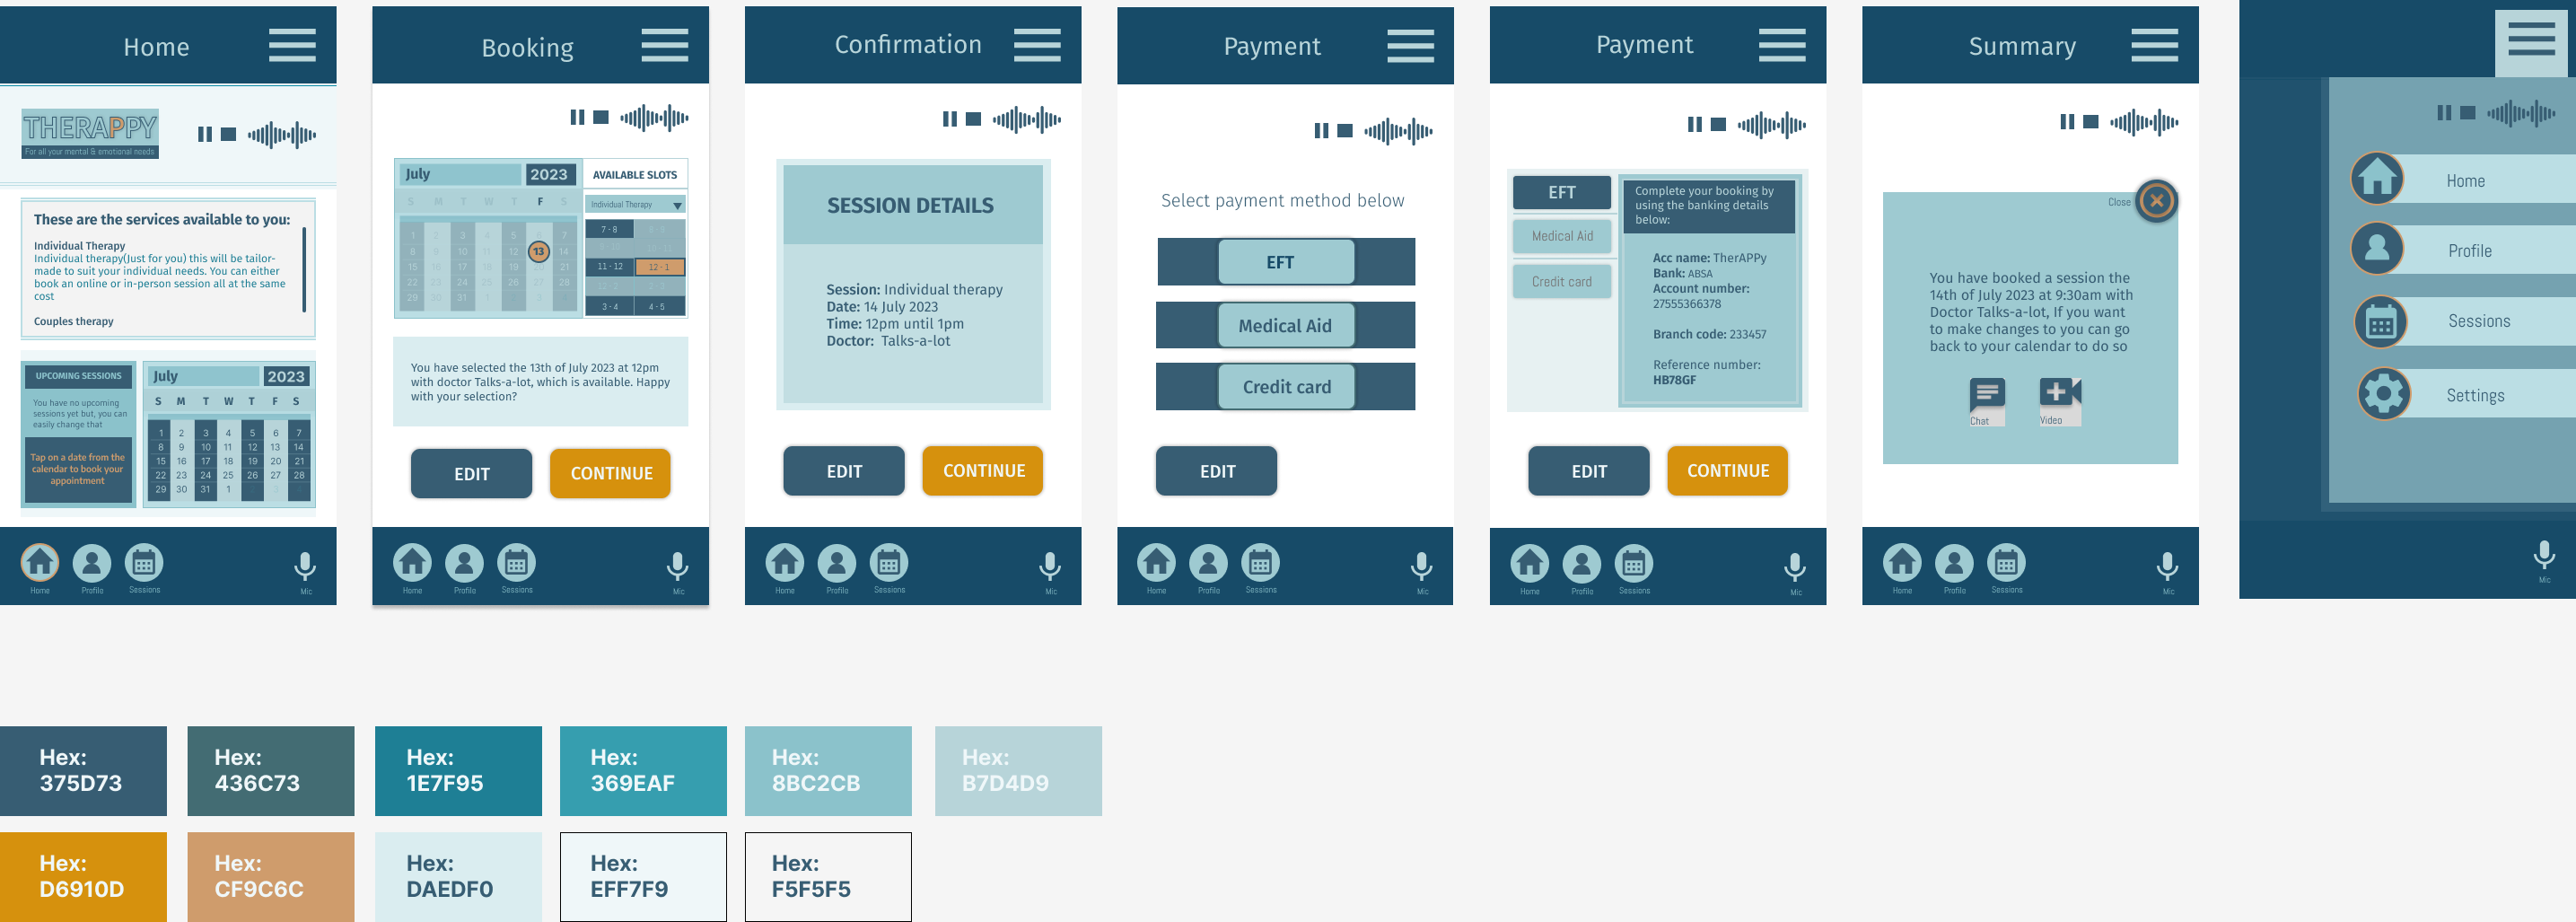 Home
THERAPPY
For all your mental & emotional needs
These are the services available to you:
Individual Therapy
Individual therapy(Just for you) this will be tailor-
made to suit your individual needs. You can either
book an online or in-person session all at the same
cost
Couples therapy
UPCOMING SESSIONS
You have no upcoming
sessions yet but, you can
easily change that
Tap on a date from the
calendar to book your
appointment
July 2023
S M T W T F S
1 2 3 4 5 6 7
8 9 10 11 12 13 14
15 16 17 18 19 20 21
22 23 24 25 26 27 28
29 30 31 1
Home Profile Sessions Mic
Booking
July 2023
S M T W T F S
1 2 3 4 5 6 7
8 9 10 11 12 13 14
15 16 17 18 19 20 21
22 23 24 25 26 27 28
29 30 31
AVAILABLE SLOTS
Individual Therapy
7 - 8
11 - 12 12 - 1
3 - 4 4 - 5
You have selected the 13th of July 2023 at 12pm
with doctor Talks-a-lot, which is available. Happy
with your selection?
EDIT CONTINUE
Home Profile Sessions Mic
Confirmation
SESSION DETAILS
Session: Individual therapy
Date: 14 July 2023
Time: 12pm until 1pm
Doctor: Talks-a-lot
EDIT CONTINUE
Home Profile Sessions Mic
Payment
Select payment method below
EFT
Medical Aid
Credit card
EDIT
Home Profile Sessions Mic
Payment
EFT
Medical Aid
Credit card
Complete your booking by
using the banking details
below:
Acc name: TherAPPy
Bank: ABSA
Account number:
27555366378
Branch code: 233457
Reference number:
HB78GF
EDIT CONTINUE
Home Profile Sessions Mic
Summary
Close
You have booked a session the
14th of July 2023 at 9:30am with
Doctor Talks-a-lot, If you want
to make changes to you can go
back to your calendar to do so
Chat Video
Home Profile Sessions Mic
Home
Profile
Sessions
Settings
Mic
Hex:
375D73
Hex:
436C73
Hex:
1E7F95
Hex:
369EAF
Hex:
8BC2CB
Hex:
B7D4D9
Hex:
D6910D
Hex:
CF9C6C
Hex:
DAEDF0
Hex:
EFF7F9
Hex:
F5F5F5